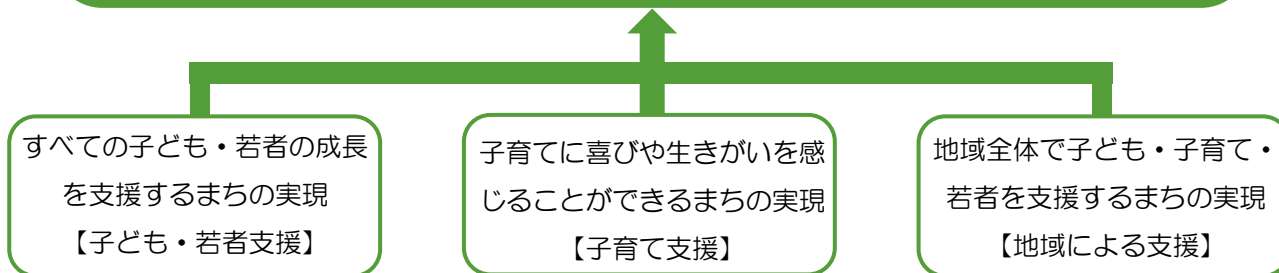 すべての子ども・若者の成長
を支援するまちの実現
【子ども・若者支援】
子育てに喜びや生きがいを感
じることができるまちの実現
【子育て支援】
地域全体で子ども・子育て・
若者を支援するまちの実現
【地域による支援】